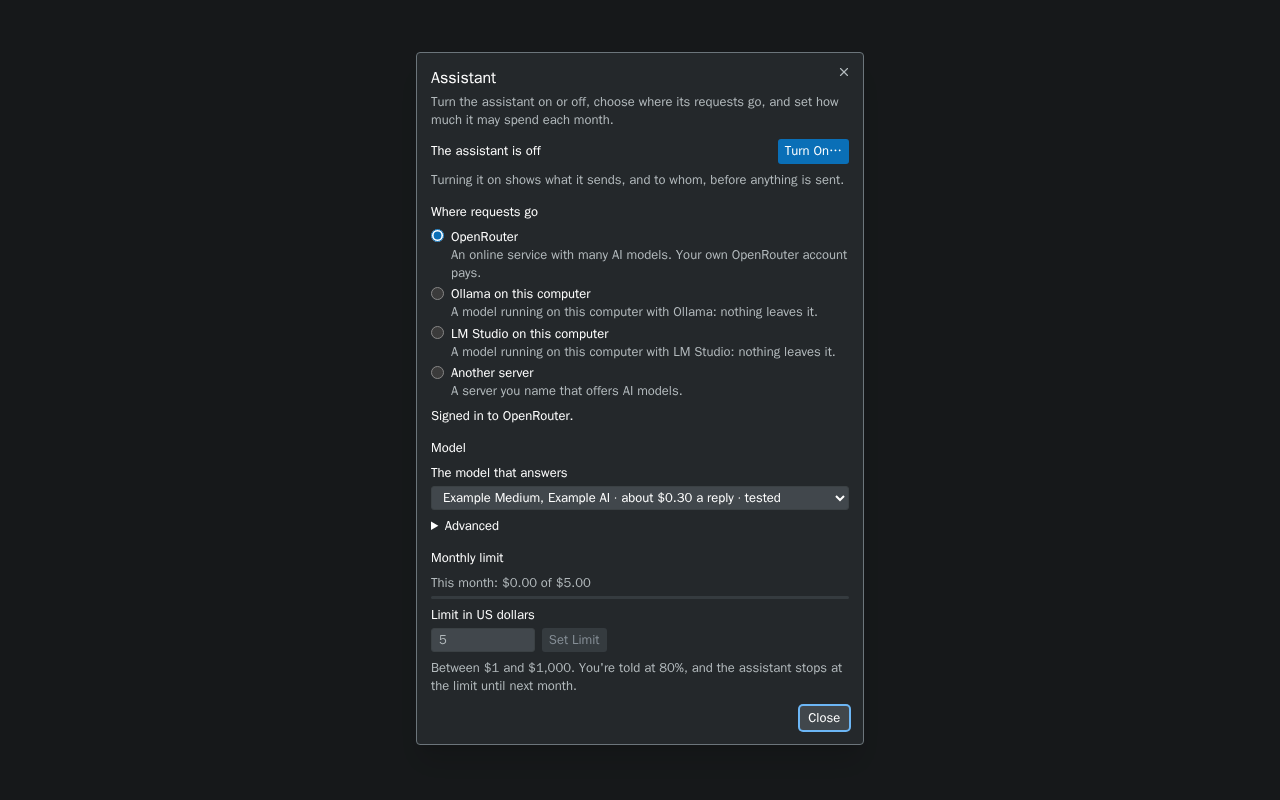 Assistant
Turn the assistant on or off, choose where its requests go, and set how
much it may spend each month.
The assistant is off
Turn On…
Turning it on shows what it sends, and to whom, before anything is sent.
Where requests go
OpenRouter
An online service with many AI models. Your own OpenRouter account
pays.
Ollama on this computer
A model running on this computer with Ollama: nothing leaves it.
LM Studio on this computer
A model running on this computer with LM Studio: nothing leaves it.
Another server
A server you name that offers AI models.
Signed in to OpenRouter.
Model
The model that answers
Example Medium, Example AI · about $0.30 a reply · tested
Advanced
Monthly limit
This month: $0.00 of $5.00
Limit in US dollars
5
Set Limit
Between $1 and $1,000. You're told at 80%, and the assistant stops at
the limit until next month.
Close